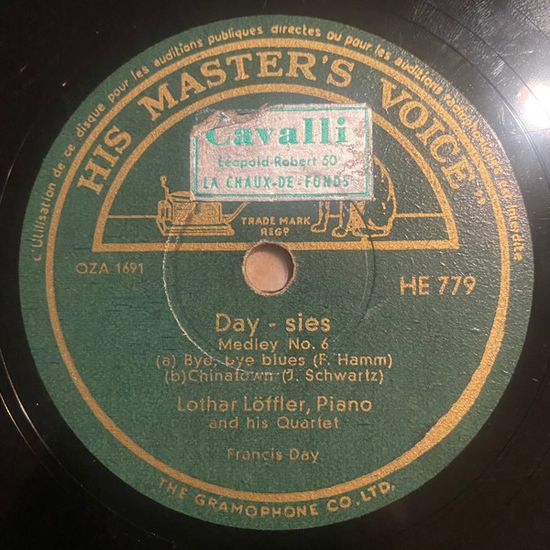 L'Utilisation de ce disque pour les auditions publiques directes ou pour les auditions radiophoniques est interdite
"HIS MASTER'S VOICE"
Cavalli
Léopold-Robert 50
LA CHAUX-DE-FONDS
TRADE MARK
REGD
OZA 1691
HE 779
Day - sies
Medley No. 6
(a) Bye, bye blues (F. Hamm)
(b) Chinatown (J. Schwartz)
Lothar Löffler, Piano
and his Quartet
Francis Day
THE GRAMOPHONE CO. LTD.